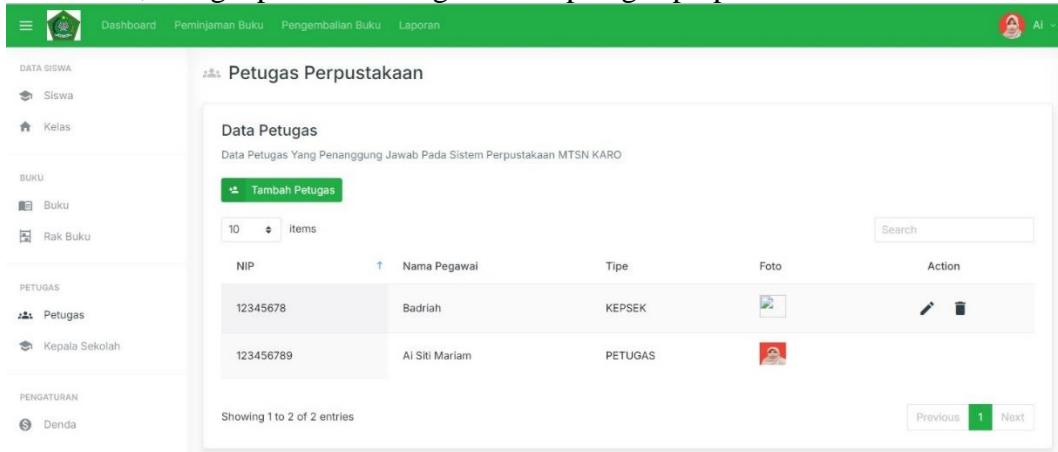 Dashboard Peminjaman Buku Pengembalian Buku Laporan Al
DATA SISWA
Siswa
Kelas
BUKU
Buku
Rak Buku
PETUGAS
Petugas
Kepala Sekolah
PENGATURAN
Denda
Petugas Perpustakaan
Data Petugas
Data Petugas Yang Penanggung Jawab Pada Sistem Perpustakaan MTSN KARO
Tambah Petugas
10 items Search
NIP Nama Pegawai Tipe Foto Action
12345678 Badriah KEPSEK
123456789 Ai Siti Mariam PETUGAS
Showing 1 to 2 of 2 entries Previous 1 Next